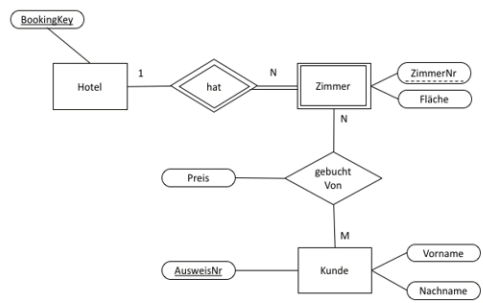 BookingKey
Hotel
1
hat
N
Zimmer
ZimmerNr
Fläche
N
Preis
gebucht
Von
M
AusweisNr
Kunde
Vorname
Nachname